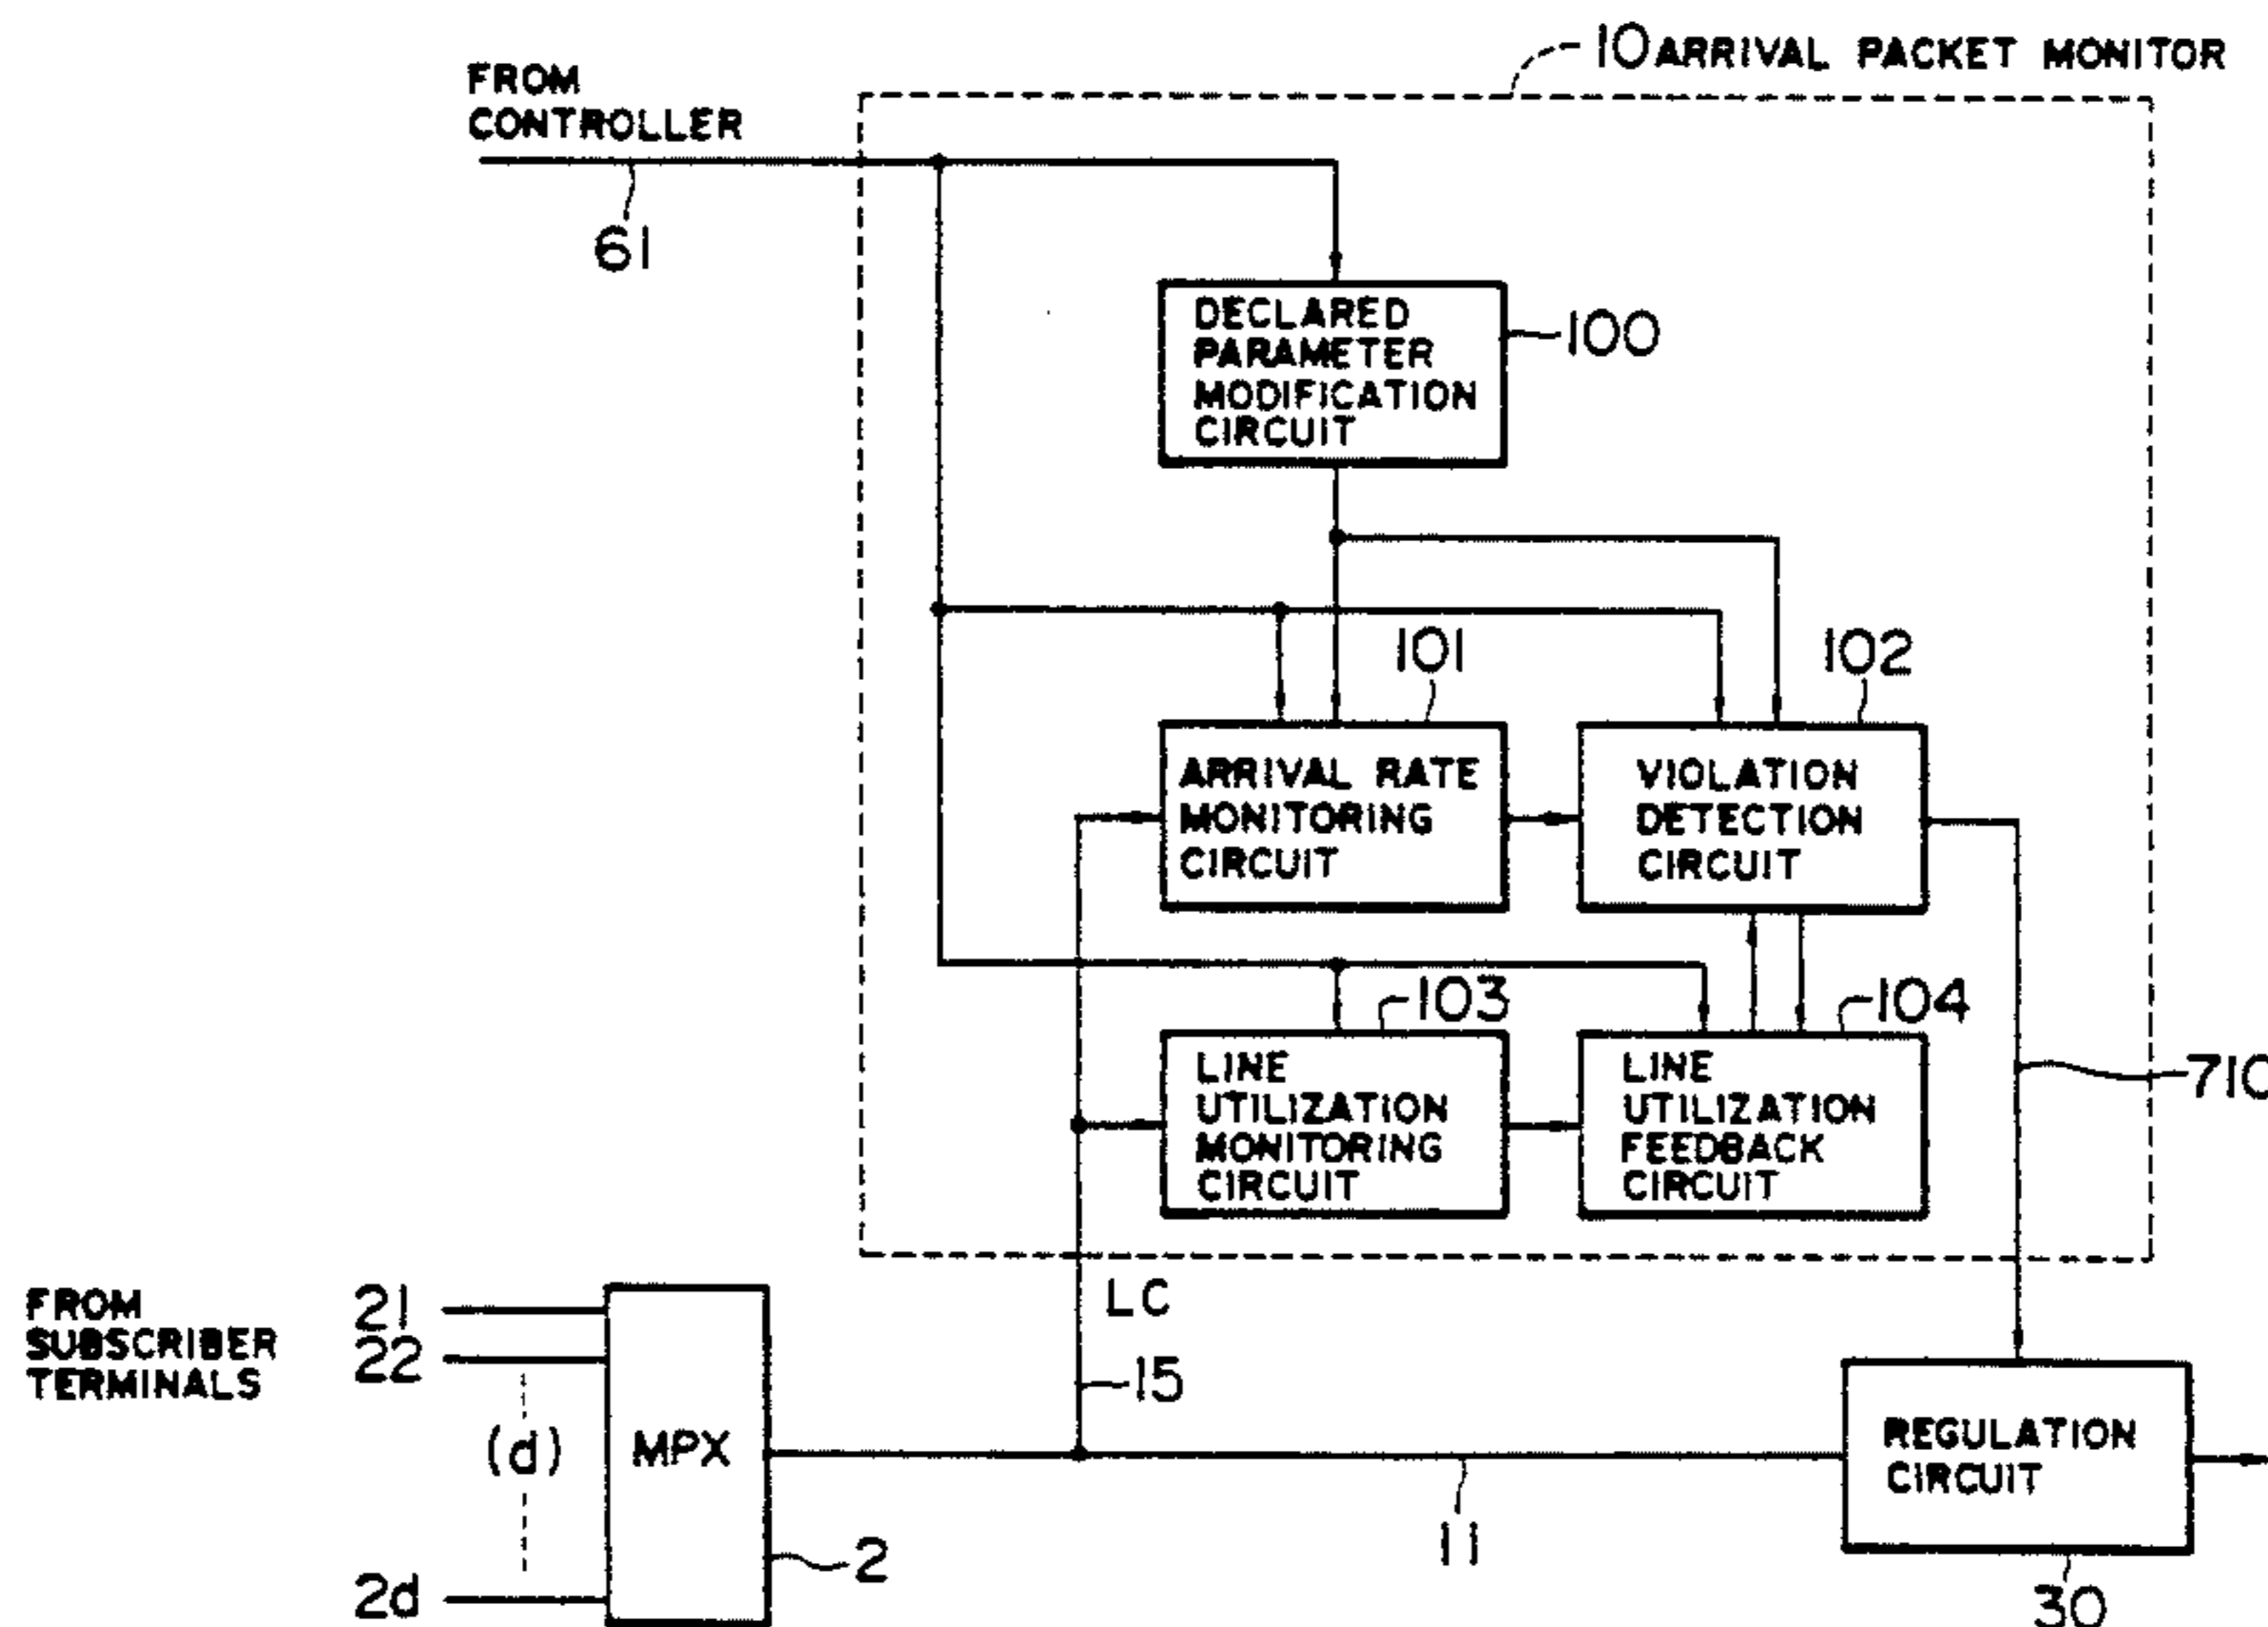 10 ARRIVAL PACKET MONITOR
FROM
CONTROLLER
61
DECLARED
PARAMETER
MODIFICATION
CIRCUIT
100
101
102
ARRIVAL RATE
MONITORING
CIRCUIT
VIOLATION
DETECTION
CIRCUIT
103
104
LINE
UTILIZATION
MONITORING
CIRCUIT
LINE
UTILIZATION
FEEDBACK
CIRCUIT
710
FROM
SUBSCRIBER
TERMINALS
21
22
(d)
2d
MPX
2
LC
15
11
REGULATION
CIRCUIT
30